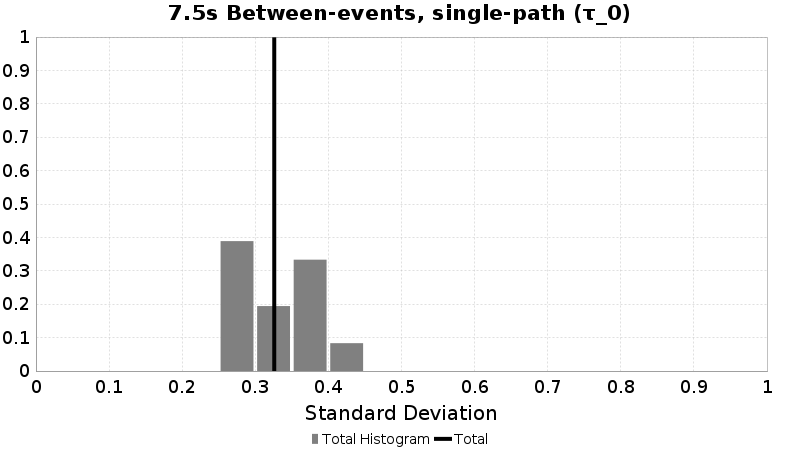 7.5s Between-events, single-path (τ_0)
1
0.9
0.8
0.7
0.6
0.5
0.4
0.3
0.2
0.1
0
0 0.1 0.2 0.3 0.4 0.5 0.6 0.7 0.8 0.9 1
Standard Deviation
Total Histogram Total